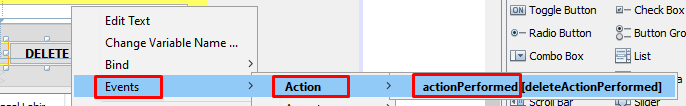 Edit Text
Change Variable Name ...
Bind
Events
DELETE
Action
actionPerformed [deleteActionPerformed]
Toggle Button
Check Box
Radio Button
Button Gro
Combo Box
List
Scroll Bar
Slider